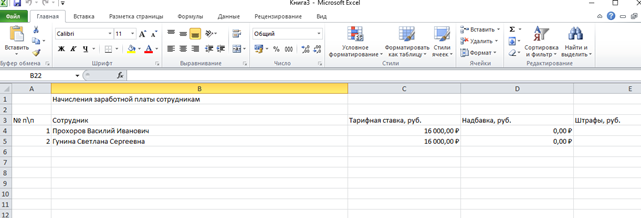 Книга3 - Microsoft Excel
Файл Главная Вставка Разметка страницы Формулы Данные Рецензирование Вид
Calibri 11 Общий
Вставить Ж К Ч Условное форматирование Форматировать как таблицу Стили ячеек Вставить Удалить Формат Сортировка и фильтр Найти и выделить
Буфер обмена Шрифт Выравнивание Число Стили Ячейки Редактирование
B22 fx
A B C D E
1 Начисления заработной платы сотрудникам
2
3 № п\п Сотрудник Тарифная ставка, руб. Надбавка, руб. Штрафы, руб.
4 1 Прохоров Василий Иванович 16 000,00 ₽ 0,00 ₽
5 2 Гунина Светлана Сергеевна 16 000,00 ₽ 0,00 ₽
6
7
8
9
10
11
12